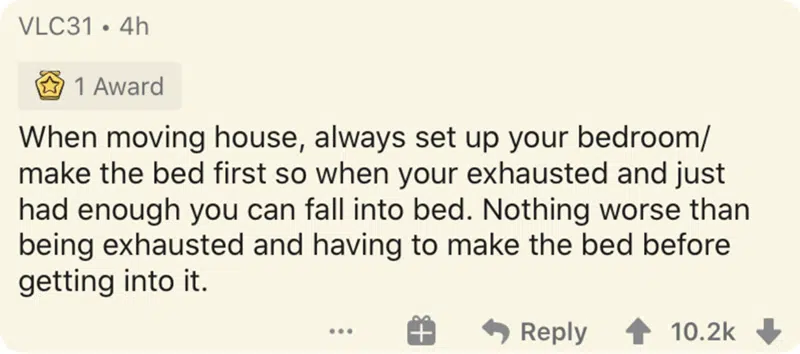 VLC31 • 4h
1 Award
When moving house, always set up your bedroom/
make the bed first so when your exhausted and just
had enough you can fall into bed. Nothing worse than
being exhausted and having to make the bed before
getting into it.
... Reply 10.2k